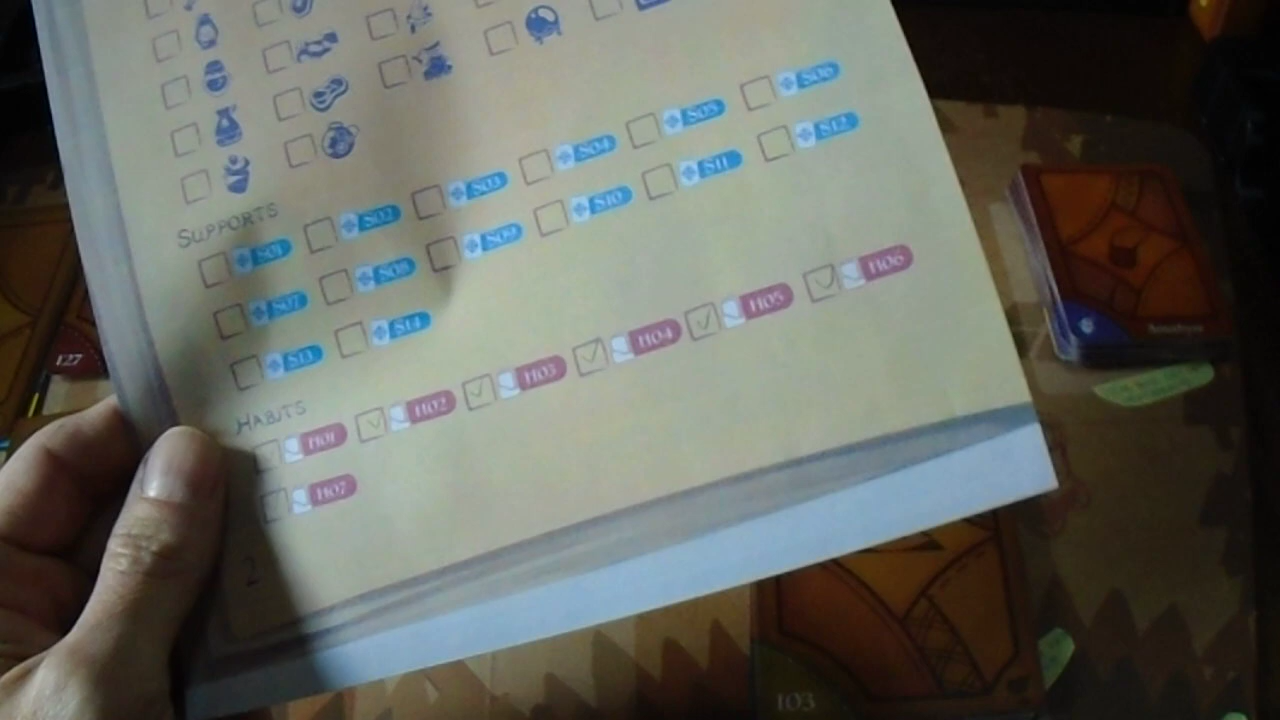 SUPPORTS
S01 S02 S03 S04 S05 S06
S07 S08 S09 S10 S11 S12
S13 S14
HABITS
H01 H02 H03 H04 H05 H06
H07
2
127
103